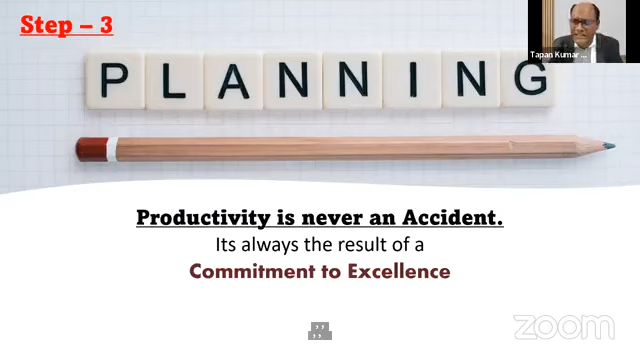 Step – 3
PLANNING
Tapan Kumar ...
Productivity is never an Accident.
Its always the result of a
Commitment to Excellence
zoom